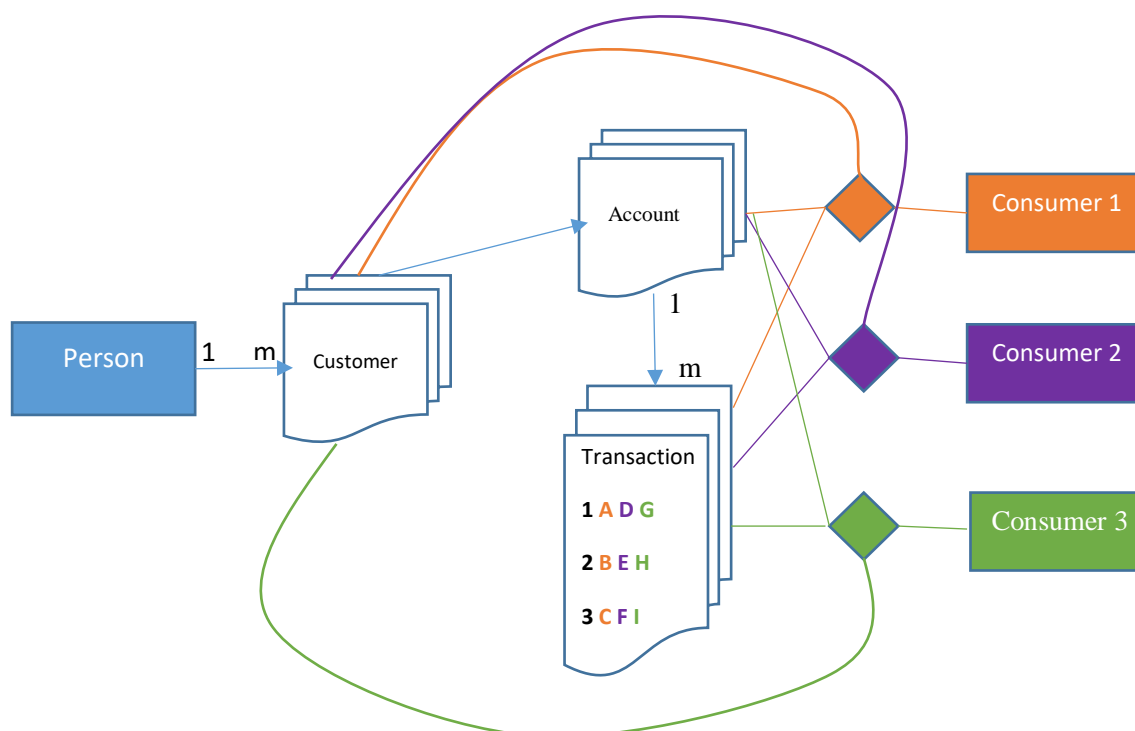 Person
1
m
Customer
Account
1
m
Transaction
1 A D G
2 B E H
3 C F I
Consumer 1
Consumer 2
Consumer 3